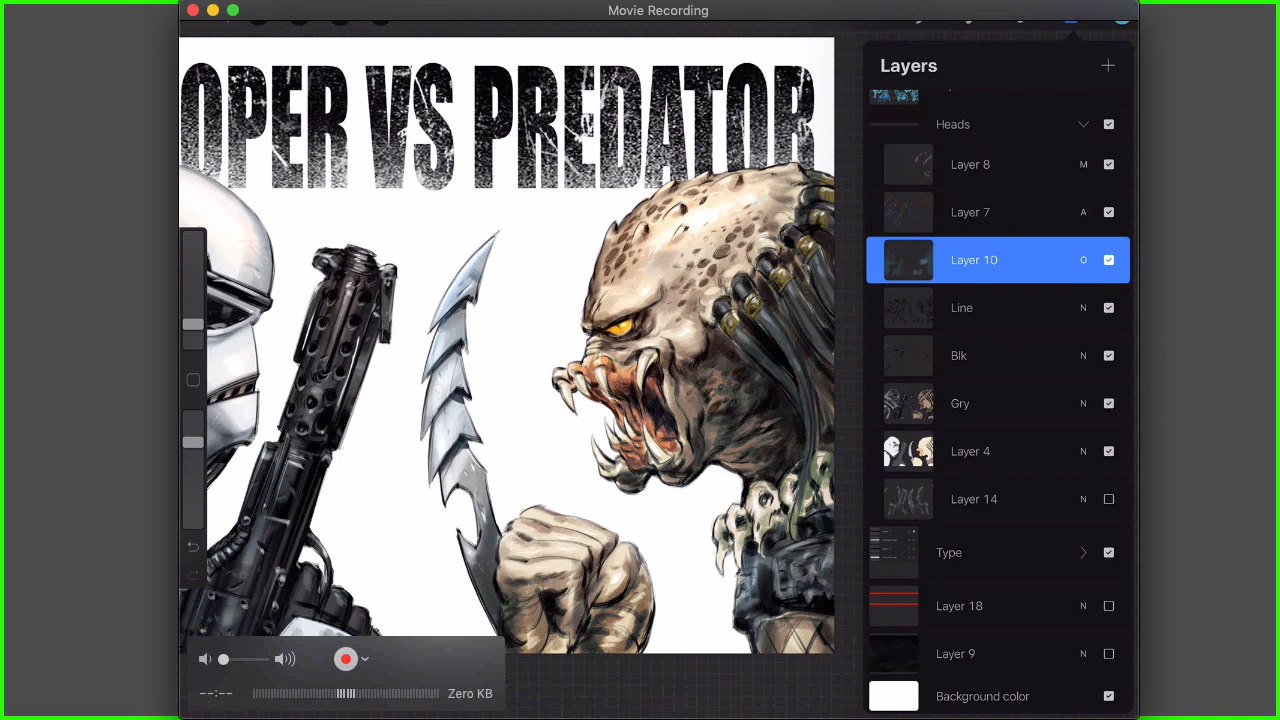 Movie Recording
OPER VS PREDATOR
Layers
Heads
Layer 8 M
Layer 7 A
Layer 10 O
Line N
Blk N
Gry N
Layer 4 N
Layer 14 N
Type
Layer 18 N
Layer 9 N
Background color
--:--
Zero KB